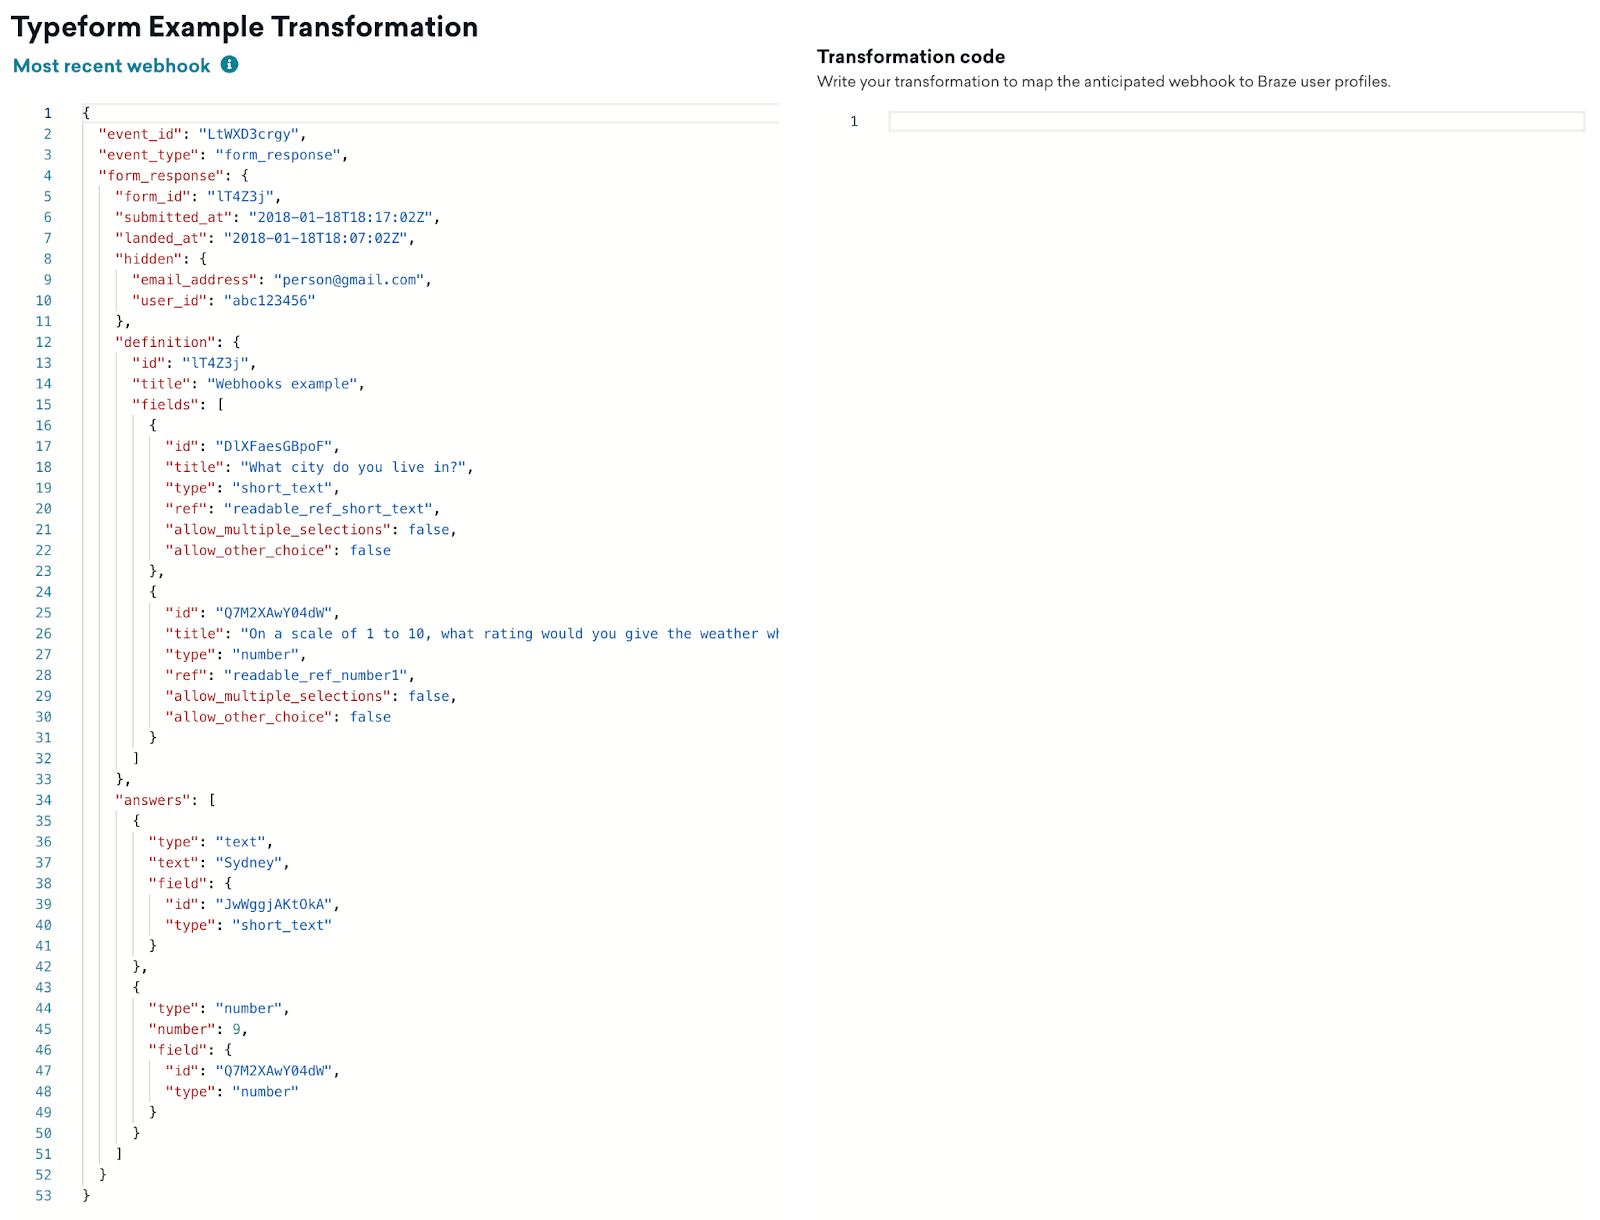 Typeform Example Transformation
Most recent webhook
1 {
2 "event_id": "LtWXD3crgy",
3 "event_type": "form_response",
4 "form_response": {
5 "form_id": "lT4Z3j",
6 "submitted_at": "2018-01-18T18:17:02Z",
7 "landed_at": "2018-01-18T18:07:02Z",
8 "hidden": {
9 "email_address": "person@gmail.com",
10 "user_id": "abc123456"
11 },
12 "definition": {
13 "id": "lT4Z3j",
14 "title": "Webhooks example",
15 "fields": [
16 {
17 "id": "DlXFaesGBpoF",
18 "title": "What city do you live in?",
19 "type": "short_text",
20 "ref": "readable_ref_short_text",
21 "allow_multiple_selections": false,
22 "allow_other_choice": false
23 },
24 {
25 "id": "Q7M2XAwY04dW",
26 "title": "On a scale of 1 to 10, what rating would you give the weather wh
27 "type": "number",
28 "ref": "readable_ref_number1",
29 "allow_multiple_selections": false,
30 "allow_other_choice": false
31 }
32 ]
33 },
34 "answers": [
35 {
36 "type": "text",
37 "text": "Sydney",
38 "field": {
39 "id": "JwWggjAKtOkA",
40 "type": "short_text"
41 }
42 },
43 {
44 "type": "number",
45 "number": 9,
46 "field": {
47 "id": "Q7M2XAwY04dW",
48 "type": "number"
49 }
50 }
51 ]
52 }
53 }
Transformation code
Write your transformation to map the anticipated webhook to Braze user profiles.
1